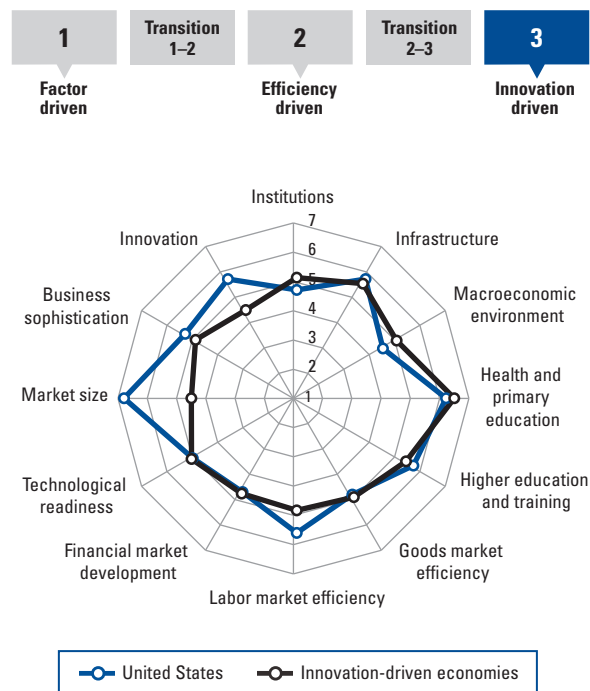 1
Transition
1–2
2
Transition
2–3
3
Factor
driven
Efficiency
driven
Innovation
driven
Institutions
Innovation
7
Infrastructure
6
Business
sophistication
5
Macroeconomic
environment
4
3
Market size
2
Health and
primary
education
1
Technological
readiness
Higher education
and training
Financial market
development
Goods market
efficiency
Labor market efficiency
United States
Innovation-driven economies